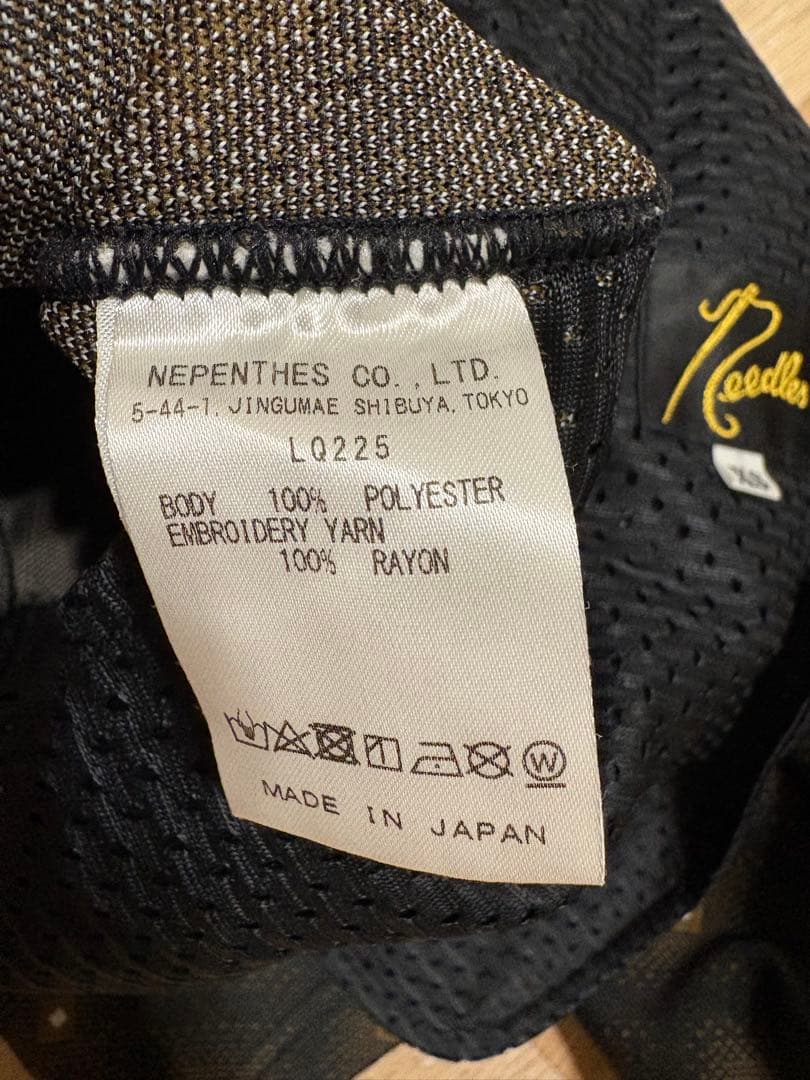 NEPENTHES CO.,LTD.
5-44-1, JINGUMAE SHIBUYA, TOKYO
LQ225
BODY 100% POLYESTER
EMBROIDERY YARN
100% RAYON
W
MADE IN JAPAN
Needles
XS